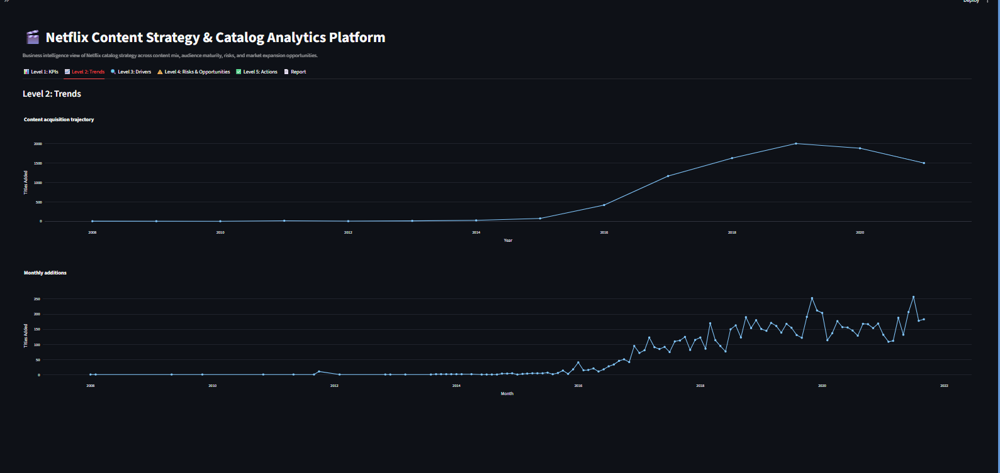 Deploy
Netflix Content Strategy & Catalog Analytics Platform
Business intelligence view of Netflix catalog strategy across content mix, audience maturity, risks, and market expansion opportunities.
Level 1: KPIs Level 2: Trends Level 3: Drivers Level 4: Risks & Opportunities Level 5: Actions Report
Level 2: Trends
Content acquisition trajectory
2000
1500
1000
500
0
Titles Added
2008 2010 2012 2014 2016 2018 2020
Year
Monthly additions
250
200
150
100
50
0
Titles Added
2008 2010 2012 2014 2016 2018 2020 2022
Month